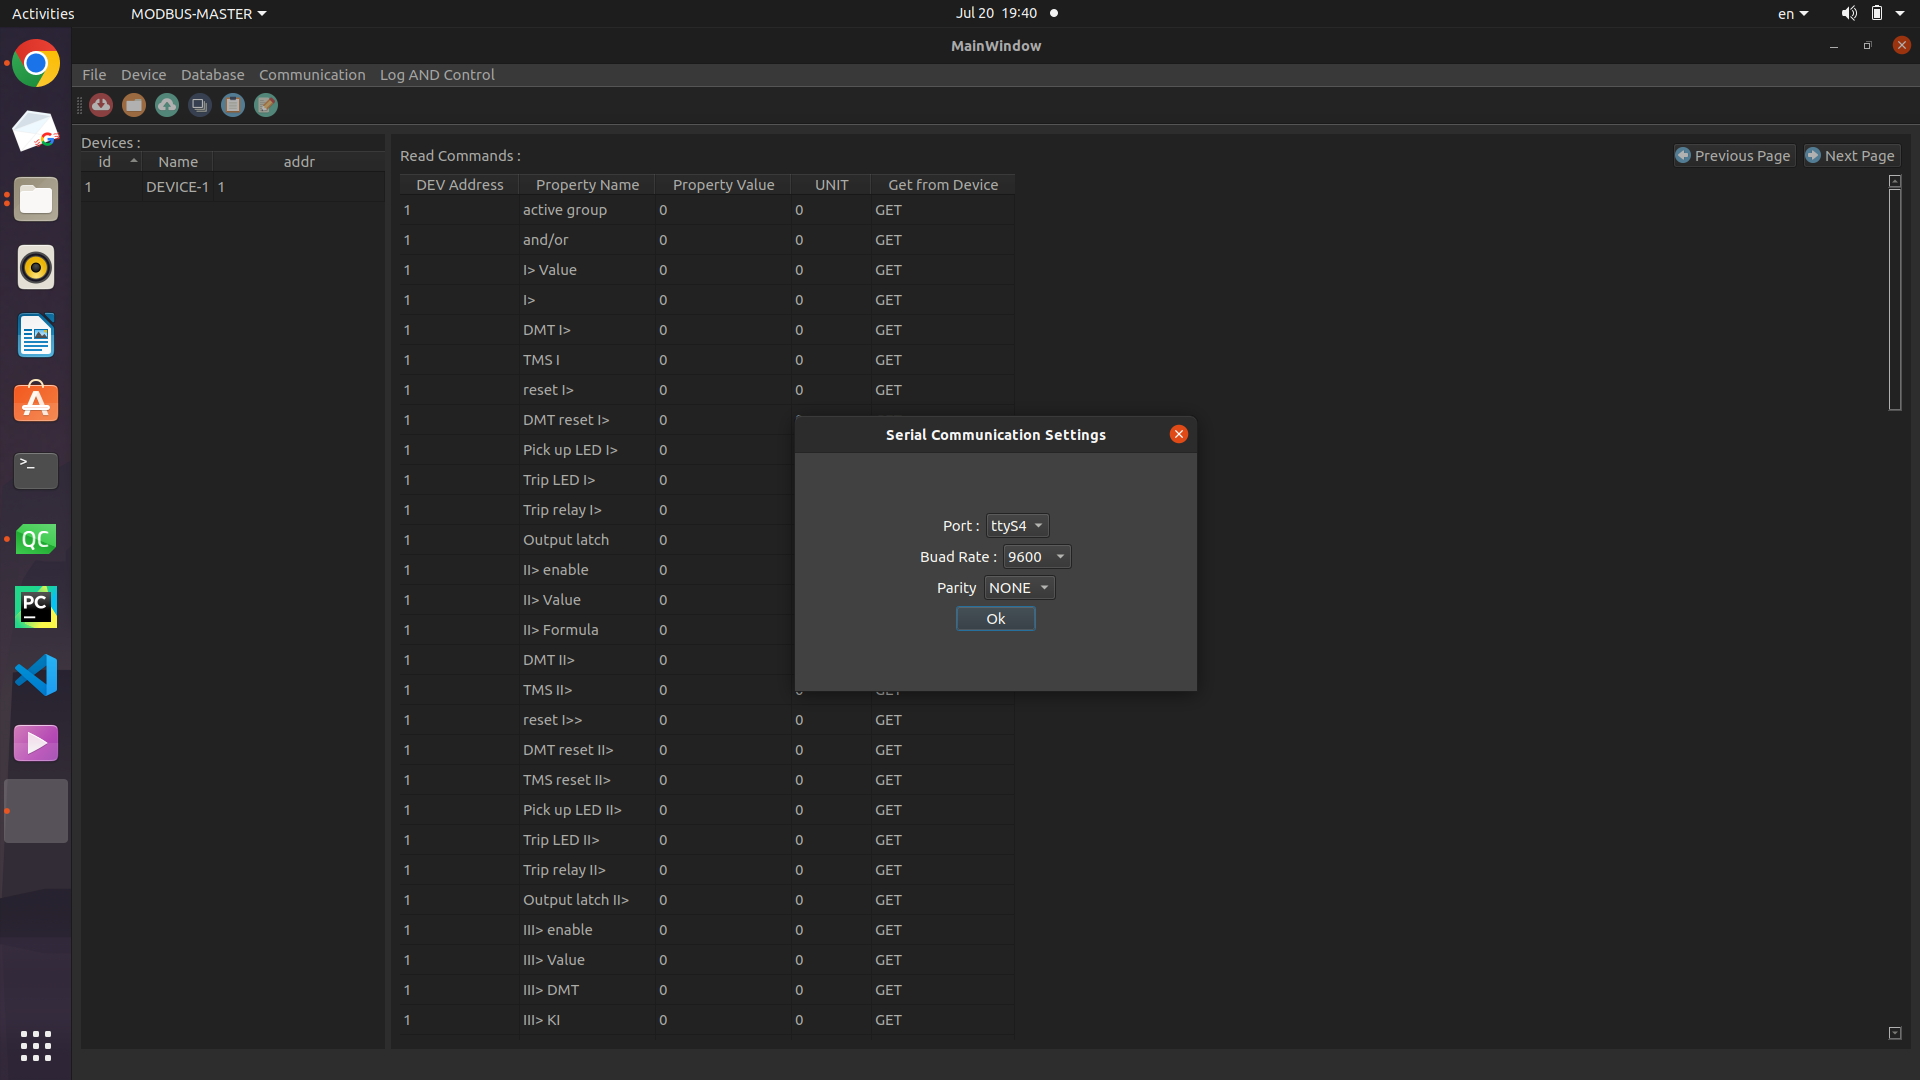 Activities MODBUS-MASTER Jul 20 19:40 en
MainWindow
File Device Database Communication Log AND Control
Devices :
id Name addr
1 DEVICE-1 1
Read Commands :
Previous Page Next Page
DEV Address Property Name Property Value UNIT Get from Device
1 active group 0 0 GET
1 and/or 0 0 GET
1 I> Value 0 0 GET
1 I> 0 0 GET
1 DMT I> 0 0 GET
1 TMS I 0 0 GET
1 reset I> 0 0 GET
1 DMT reset I> 0
1 Pick up LED I> 0
1 Trip LED I> 0
1 Trip relay I> 0
1 Output latch 0
1 II> enable 0
1 II> Value 0
1 II> Formula 0
1 DMT II> 0
1 TMS II> 0
1 reset I>> 0 0 GET
1 DMT reset II> 0 0 GET
1 TMS reset II> 0 0 GET
1 Pick up LED II> 0 0 GET
1 Trip LED II> 0 0 GET
1 Trip relay II> 0 0 GET
1 Output latch II> 0 0 GET
1 III> enable 0 0 GET
1 III> Value 0 0 GET
1 III> DMT 0 0 GET
1 III> KI 0 0 GET
Serial Communication Settings
Port : ttyS4
Buad Rate : 9600
Parity NONE
Ok
>_
QC
PC